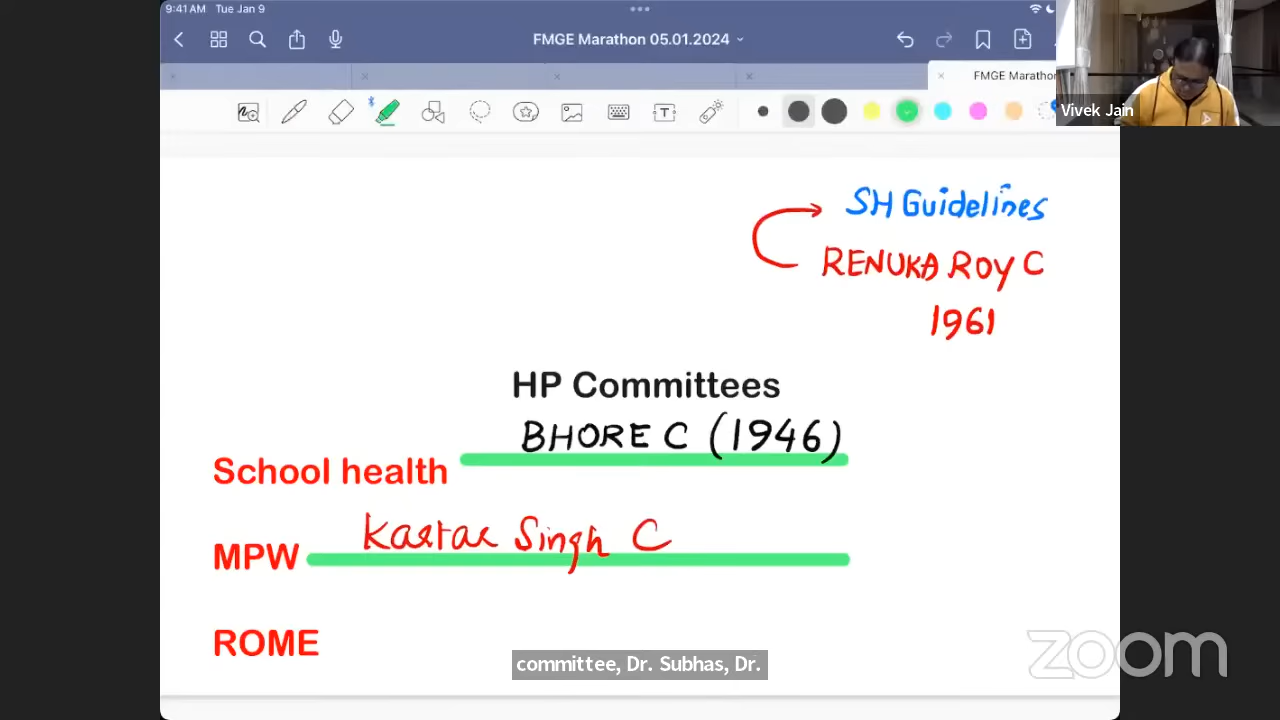 9:41 AM Tue Jan 9
FMGE Marathon 05.01.2024
FMGE Marathon
Vivek Jain
SH Guidelines
RENUKA ROY C
1961
HP Committees
BHORE C (1946)
School health
Kartar Singh C
MPW
ROME
committee, Dr. Subhas, Dr.
zoom